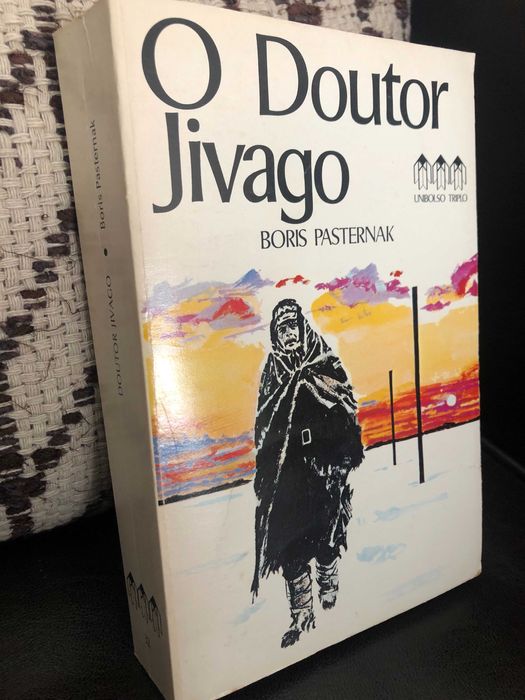 O Doutor
Jivago
UNIBOLSO TRIPLO
BORIS PASTERNAK
DOUTOR JIVAGO • Boris Pasternak